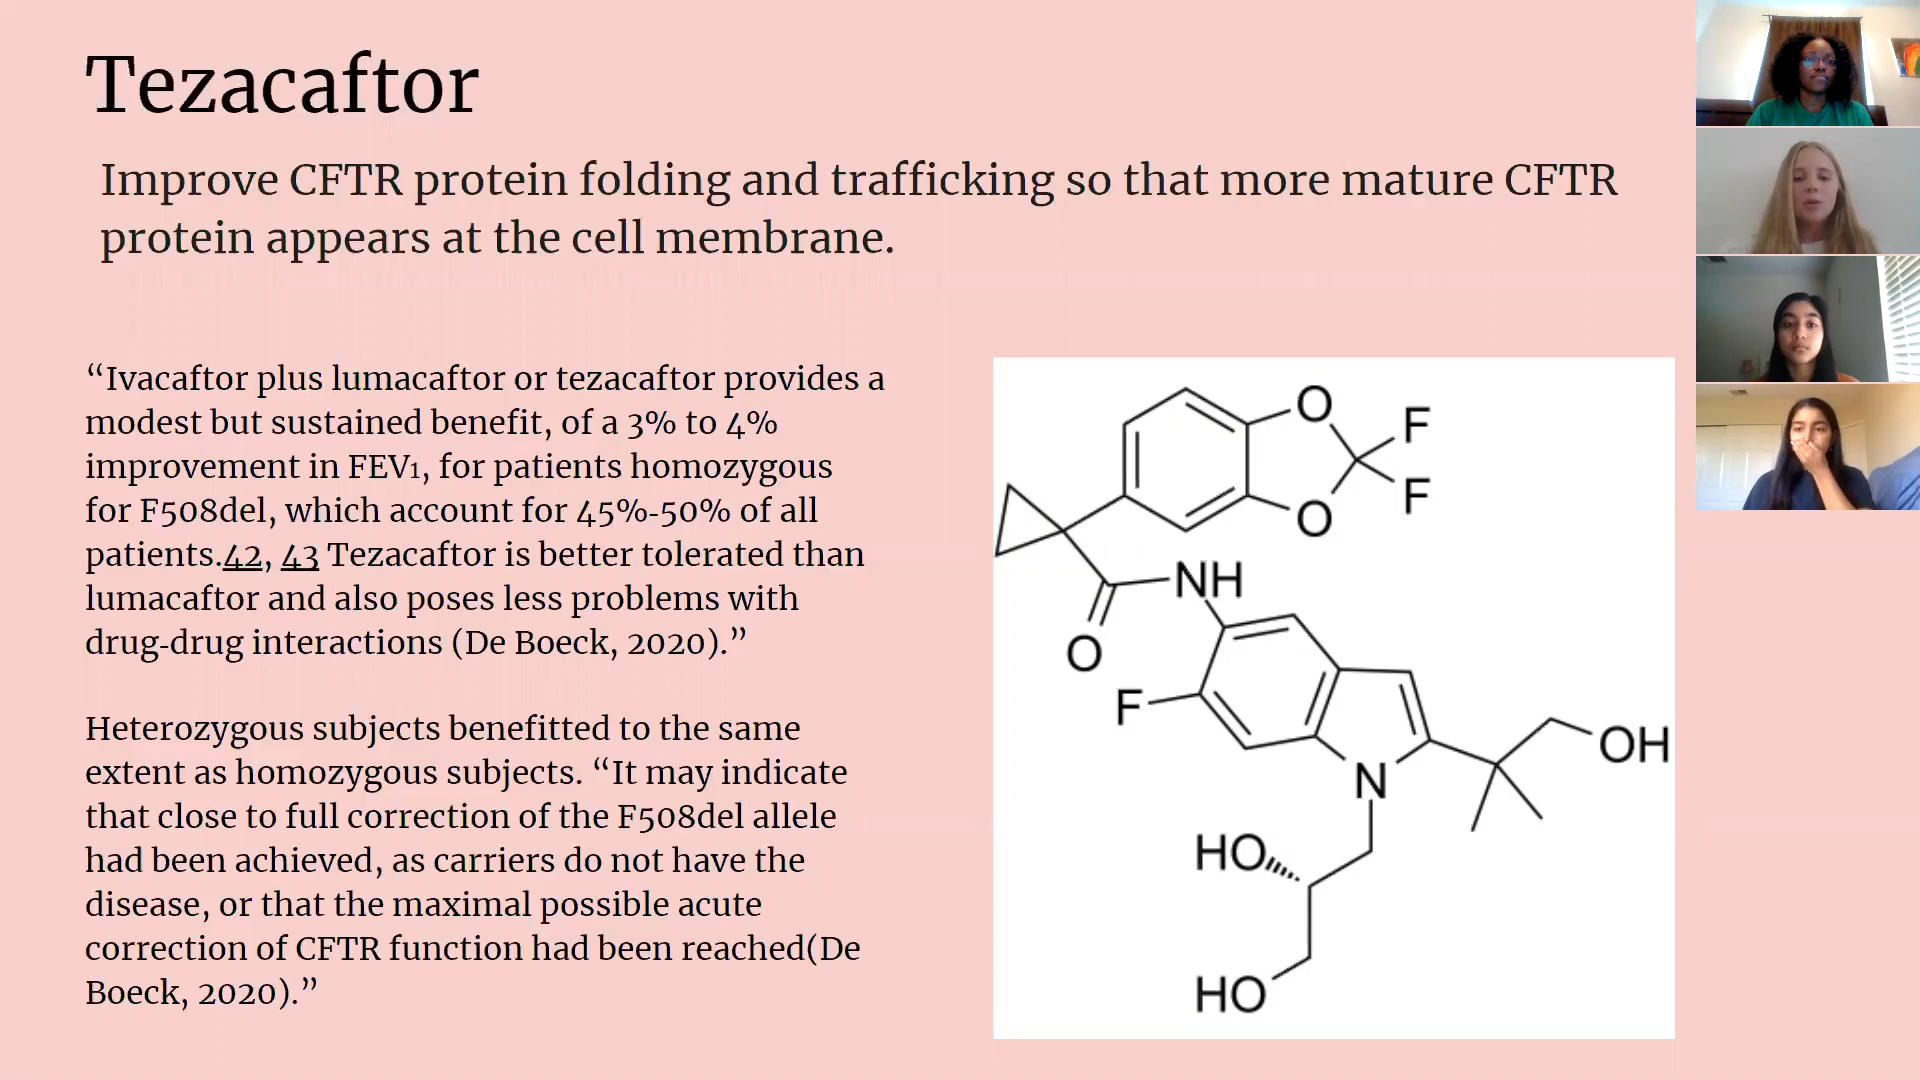 Tezacaftor
Improve CFTR protein folding and trafficking so that more mature CFTR
protein appears at the cell membrane.
“Ivacaftor plus lumacaftor or tezacaftor provides a
modest but sustained benefit, of a 3% to 4%
improvement in FEV1, for patients homozygous
for F508del, which account for 45%-50% of all
patients.42, 43 Tezacaftor is better tolerated than
lumacaftor and also poses less problems with
drug-drug interactions (De Boeck, 2020).”
Heterozygous subjects benefitted to the same
extent as homozygous subjects. “It may indicate
that close to full correction of the F508del allele
had been achieved, as carriers do not have the
disease, or that the maximal possible acute
correction of CFTR function had been reached(De
Boeck, 2020).”
O
F
F
O
NH
O
F
OH
N
HO
HO